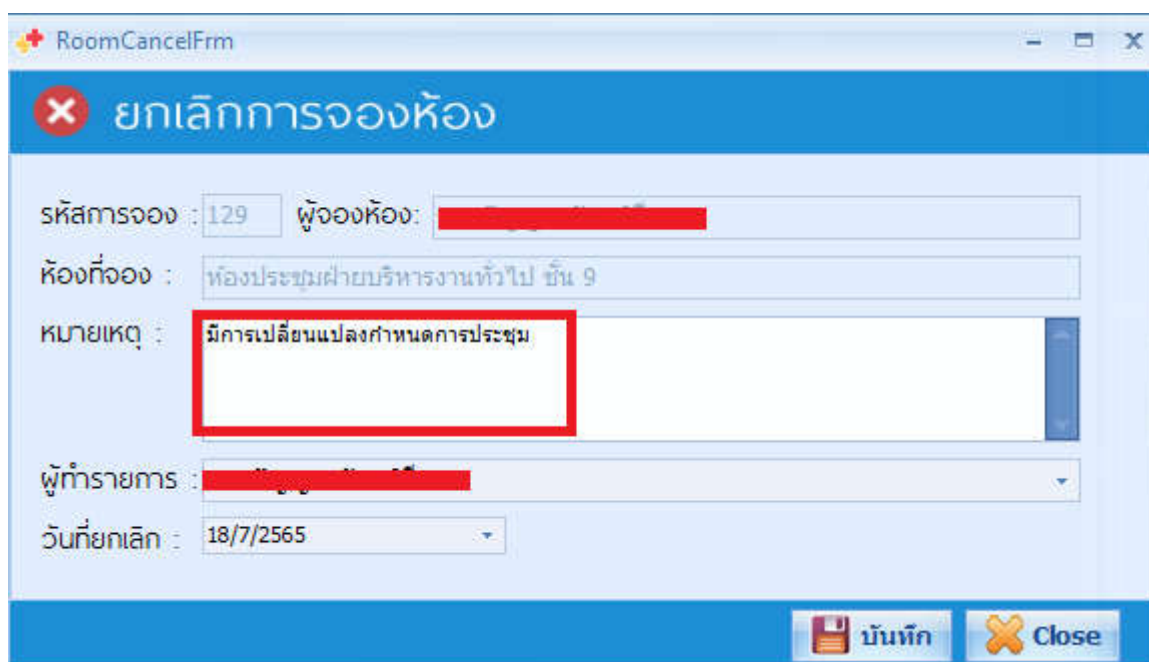 RoomCancelFrm
ยกเลิกการจองห้อง
รหัสการจอง : 129 ผู้จองห้อง:
ห้องที่จอง : ห้องประชุมฝ่ายบริหารงานทั่วไป ชั้น 9
หมายเหตุ : มีการเปลี่ยนแปลงกำหนดการประชุม
ผู้ทำรายการ :
วันที่ยกเลิก : 18/7/2565
บันทึก Close